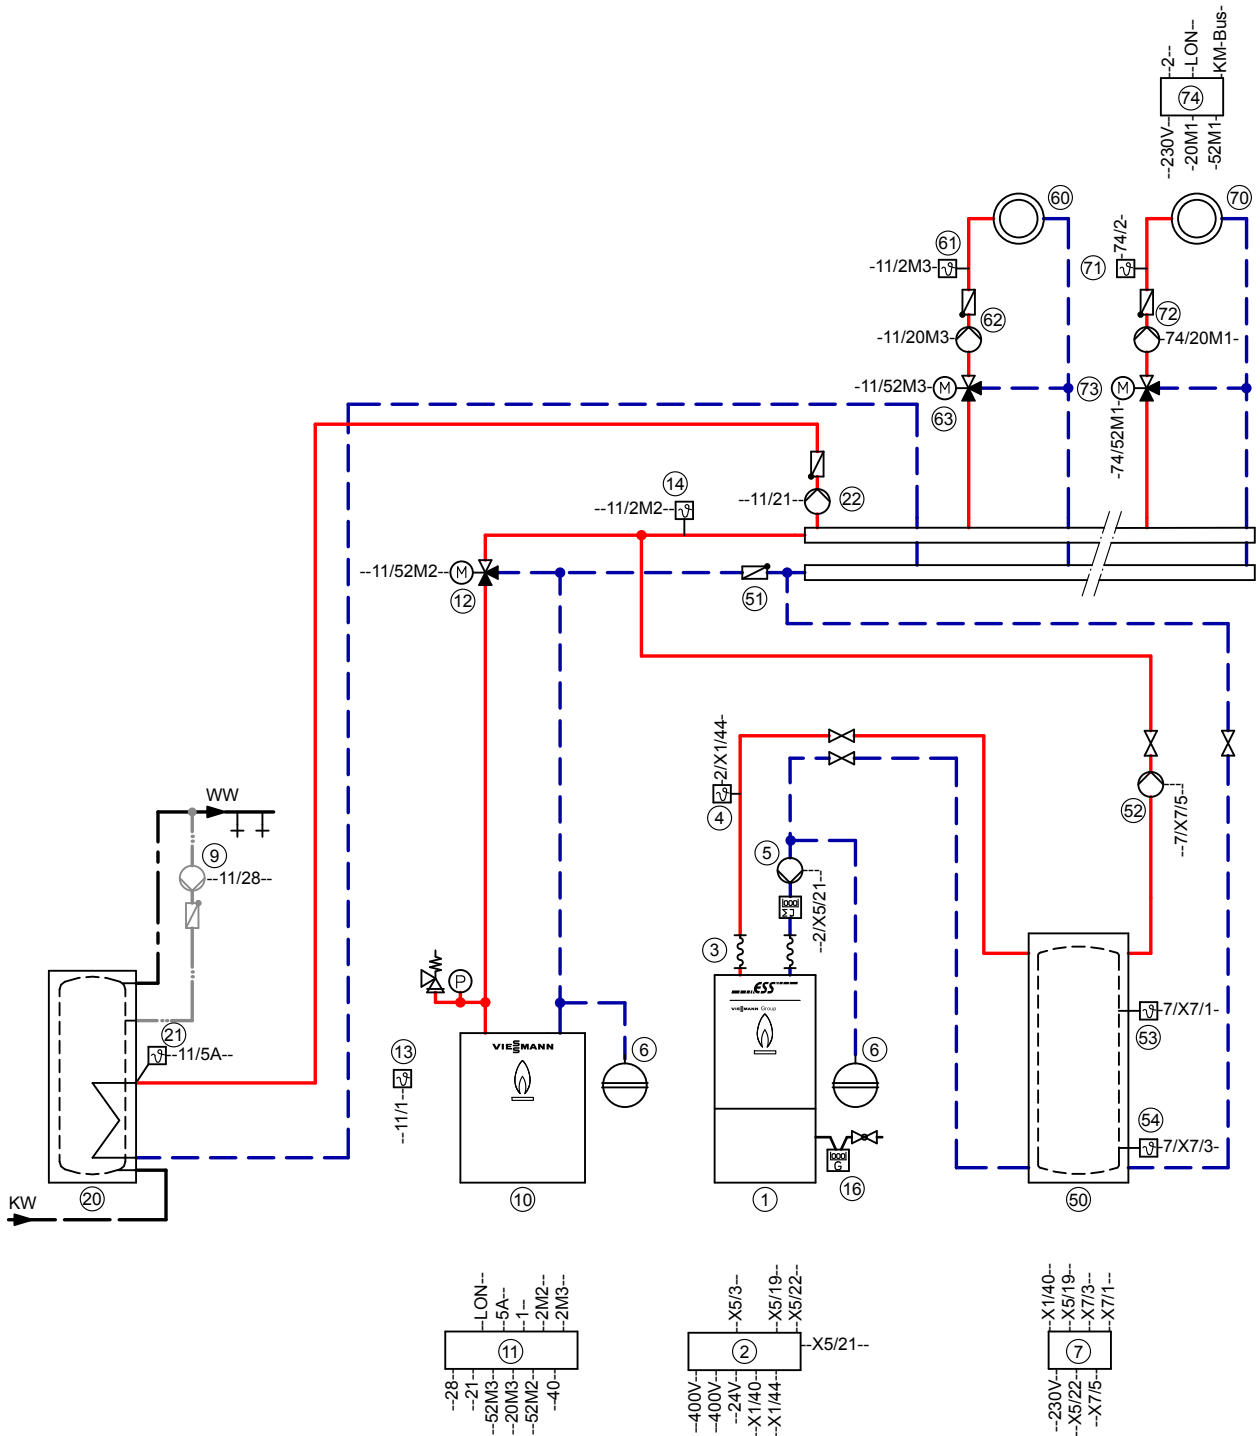 --2--
--LON--
-KM-Bus-
74
--230V--
-20M1-
-52M1-
60
70
61
-11/2M3-
-74/2-
71
62
72
-11/20M3-
-74/20M1-
-11/52M3-
M
73
M
63
-74/52M1-
14
--11/2M2--
--11/21--
22
--11/52M2--
M
12
51
-2/X1/44-
4
WW
9
--11/28--
5
--2/X5/21--
ΣJ
52
--7/X7/5--
3
P
ESS
VIESMANN Group
21
--11/5A--
13
--11/1--
VIESMANN
6
6
-7/X7/1-
53
54
-7/X7/3-
G
16
20
10
1
50
KW
--LON--
--5A--
--1--
--2M2--
--2M3--
11
--28--
--21--
--52M3--
--20M3--
--52M2--
--40--
--X5/3--
--X5/19--
--X5/22--
2
--X5/21--
--400V--
--400V--
--24V--
--X1/40--
--X1/44--
--X1/40--
--X5/19--
--X7/3--
--X7/1--
7
--230V--
--X5/22--
--X7/5--